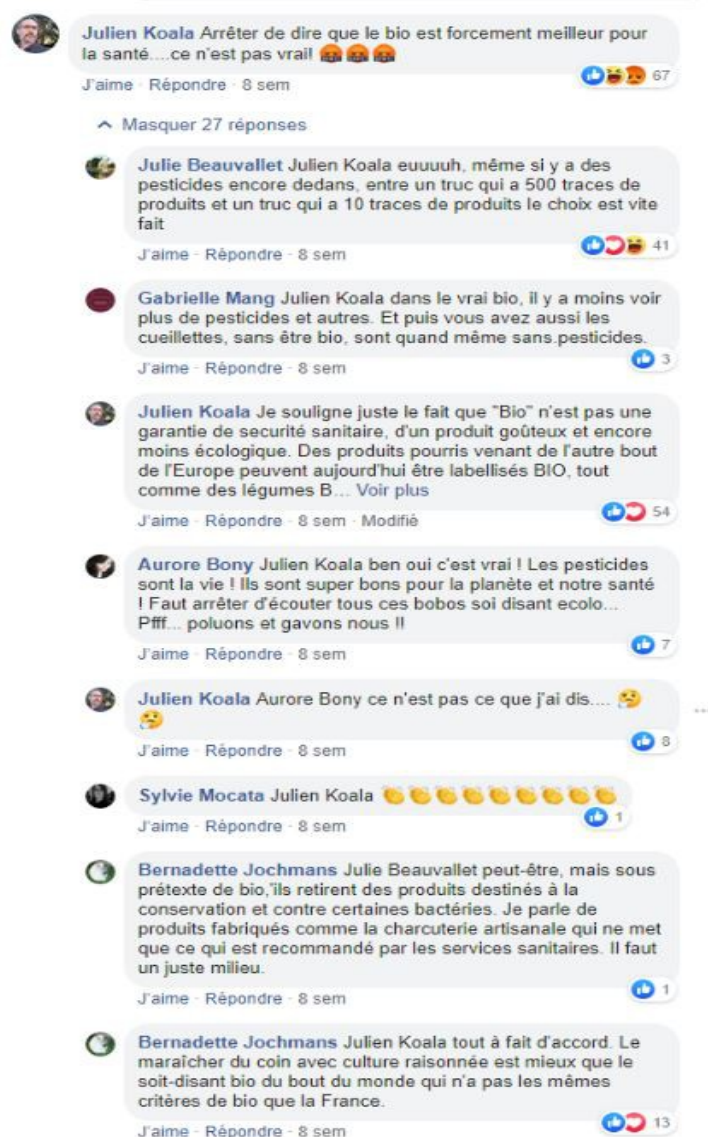 Julien Koala Arrêter de dire que le bio est forcement meilleur pour
la santé....ce n'est pas vrai! 🤬🤬🤬
67
J'aime · Répondre · 8 sem
Masquer 27 réponses
Julie Beauvallet Julien Koala euuuuh, même si y a des
pesticides encore dedans, entre un truc qui a 500 traces de
produits et un truc qui a 10 traces de produits le choix est vite
fait
41
J'aime · Répondre · 8 sem
Gabrielle Mang Julien Koala dans le vrai bio, il y a moins voir
plus de pesticides et autres. Et puis vous avez aussi les
cueillettes, sans être bio, sont quand même sans.pesticides.
3
J'aime · Répondre · 8 sem
Julien Koala Je souligne juste le fait que "Bio" n'est pas une
garantie de securité sanitaire, d'un produit goûteux et encore
moins écologique. Des produits pourris venant de l'autre bout
de l'Europe peuvent aujourd'hui être labellisés BIO, tout
comme des légumes B... Voir plus
54
J'aime · Répondre · 8 sem · Modifié
Aurore Bony Julien Koala ben oui c'est vrai ! Les pesticides
sont la vie ! Ils sont super bons pour la planète et notre santé
! Faut arrêter d'écouter tous ces bobos soi disant ecolo...
Pfff... poluons et gavons nous !!
7
J'aime · Répondre · 8 sem
Julien Koala Aurore Bony ce n'est pas ce que j'ai dis.... 🤔
🤔
8
J'aime · Répondre · 8 sem
Sylvie Mocata Julien Koala 👏👏👏👏👏👏👏👏👏
1
J'aime · Répondre · 8 sem
Bernadette Jochmans Julie Beauvallet peut-être, mais sous
prétexte de bio,'ils retirent des produits destinés à la
conservation et contre certaines bactéries. Je parle de
produits fabriqués comme la charcuterie artisanale qui ne met
que ce qui est recommandé par les services sanitaires. Il faut
un juste milieu.
1
J'aime · Répondre · 8 sem
Bernadette Jochmans Julien Koala tout à fait d'accord. Le
maraîcher du coin avec culture raisonnée est mieux que le
soit-disant bio du bout du monde qui n'a pas les mêmes
critères de bio que la France.
13
J'aime · Répondre · 8 sem